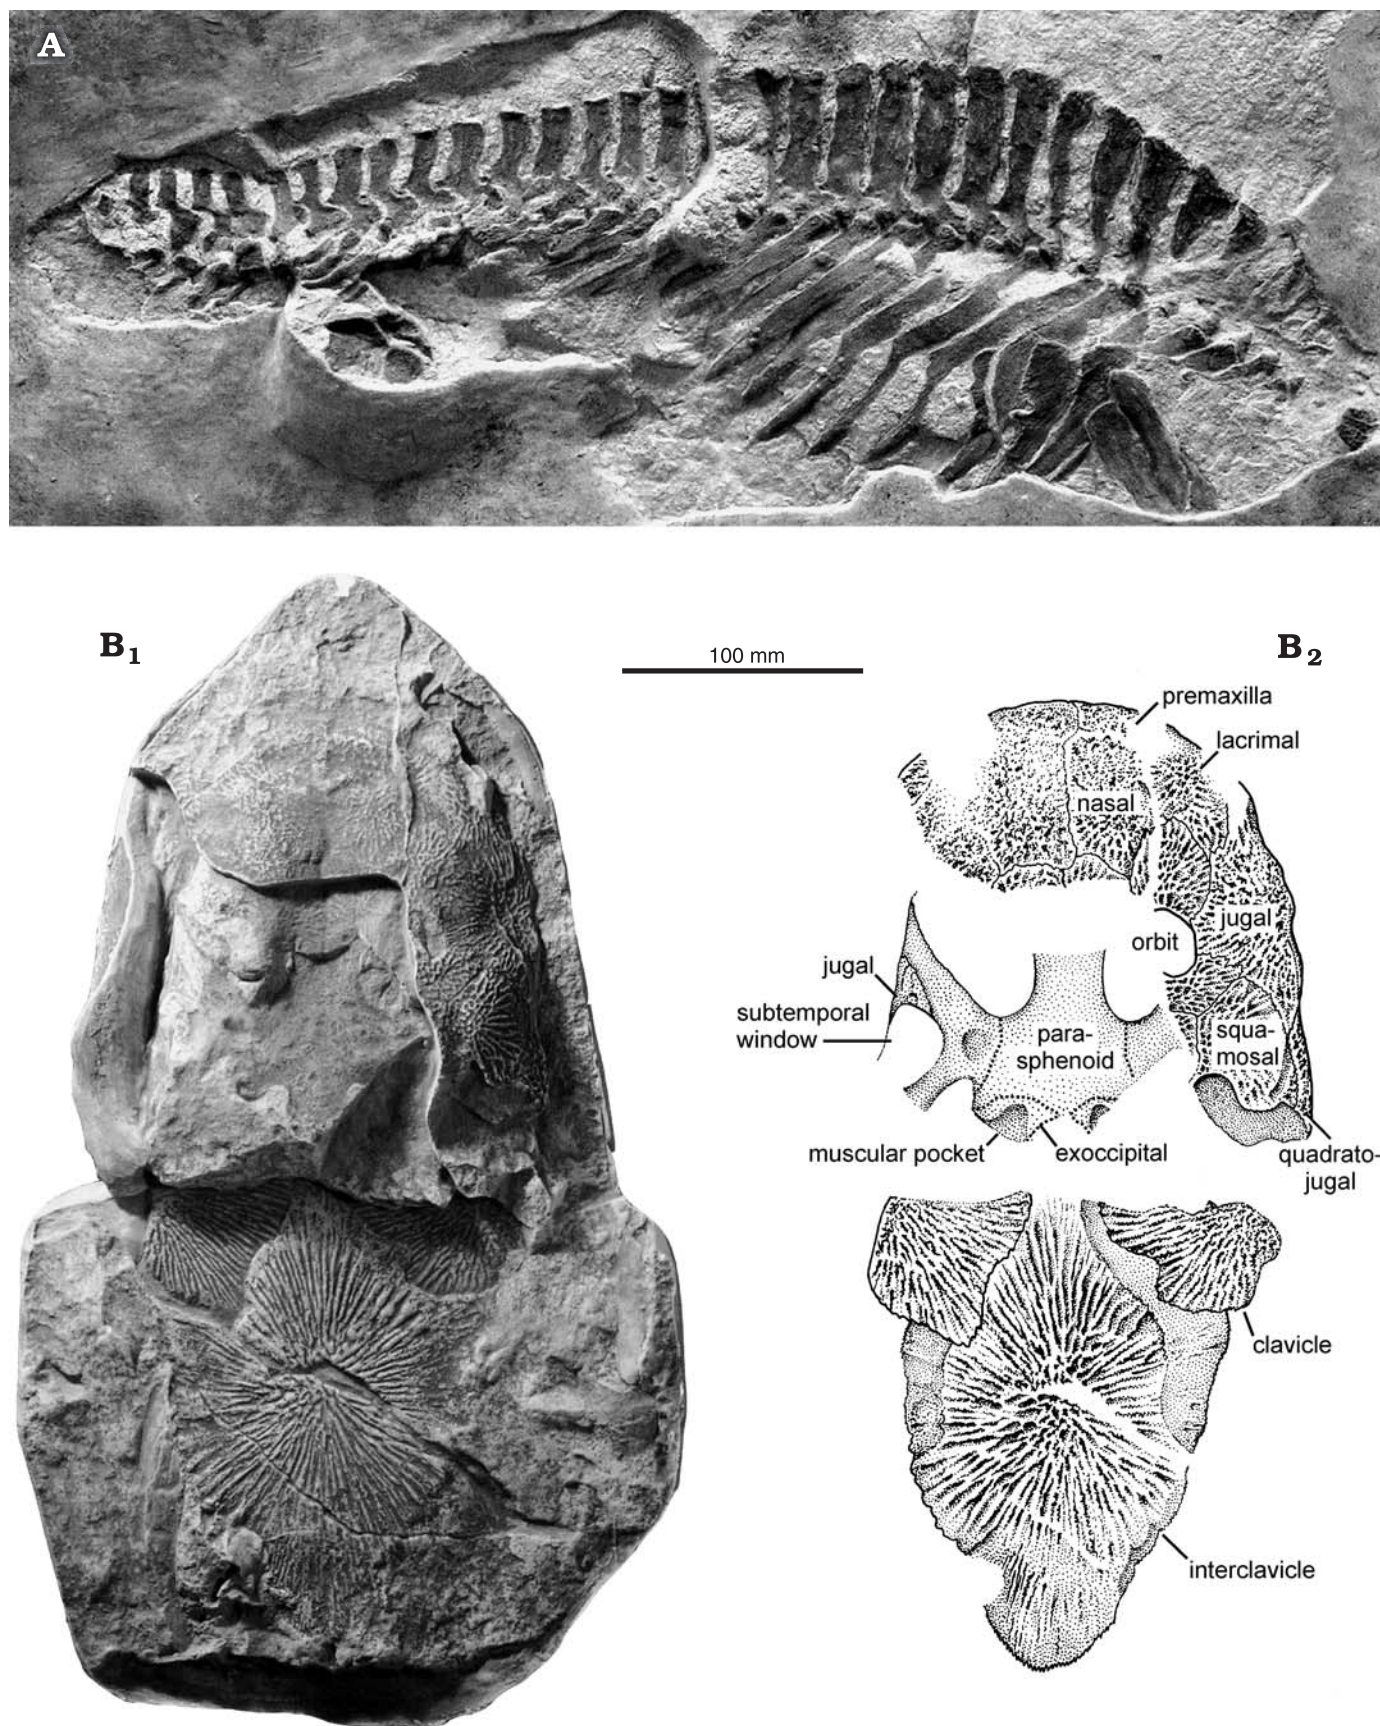 A
B1
100 mm
B2
premaxilla
lacrimal
nasal
jugal
orbit
jugal
subtemporal
window
para-
sphenoid
squa-
mosal
muscular pocket
exoccipital
quadrato-
jugal
clavicle
interclavicle